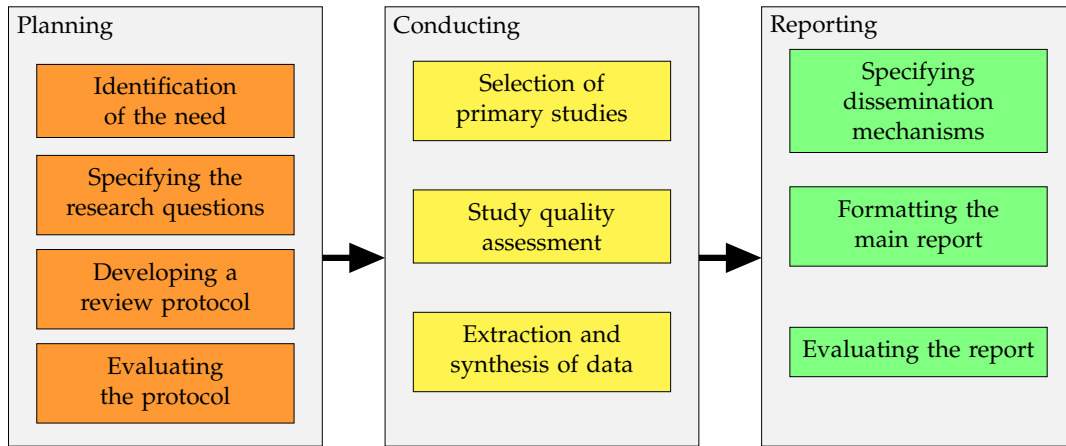 Planning
Identification
of the need
Specifying the
research questions
Developing a
review protocol
Evaluating
the protocol
Conducting
Selection of
primary studies
Study quality
assessment
Extraction and
synthesis of data
Reporting
Specifying
dissemination
mechanisms
Formatting the
main report
Evaluating the report